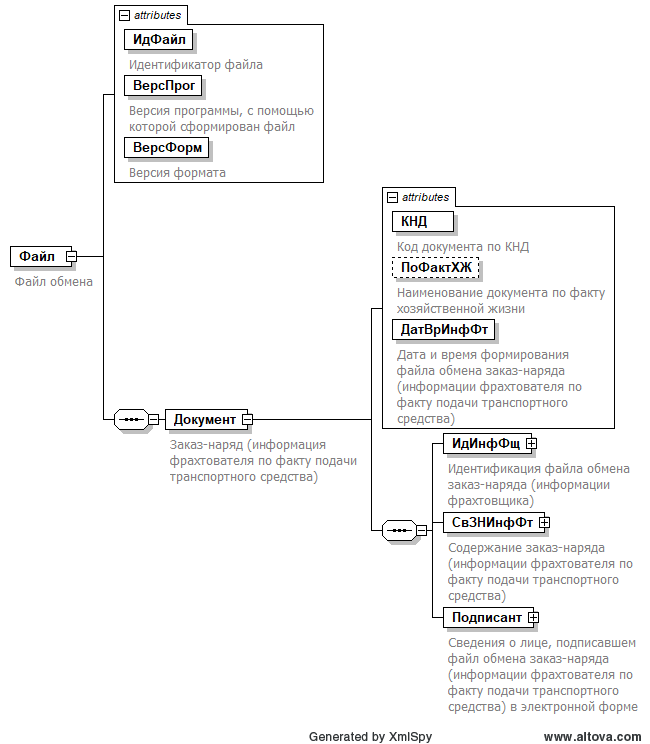 attributes
ИдФайл
Идентификатор файла
ВерсПрог
Версия программы, с помощью
которой сформирован файл
ВерсФорм
Версия формата
Файл
Файл обмена
Документ
Заказ-наряд (информация
фрахтователя по факту подачи
транспортного средства)
attributes
КНД
Код документа по КНД
ПоФактХЖ
Наименование документа по факту
хозяйственной жизни
ДатВрИнфФт
Дата и время формирования
файла обмена заказ-наряда
(информации фрахтователя по
факту подачи транспортного
средства)
ИдИнфФщ
Идентификация файла обмена
заказ-наряда (информации
фрахтовщика)
СвЗНИнфФт
Содержание заказ-наряда
(информации фрахтователя по
факту подачи транспортного
средства)
Подписант
Сведения о лице, подписавшем
файл обмена заказ-наряда
(информации фрахтователя по
факту подачи транспортного
средства) в электронной форме
Generated by XmlSpy
www.altova.com